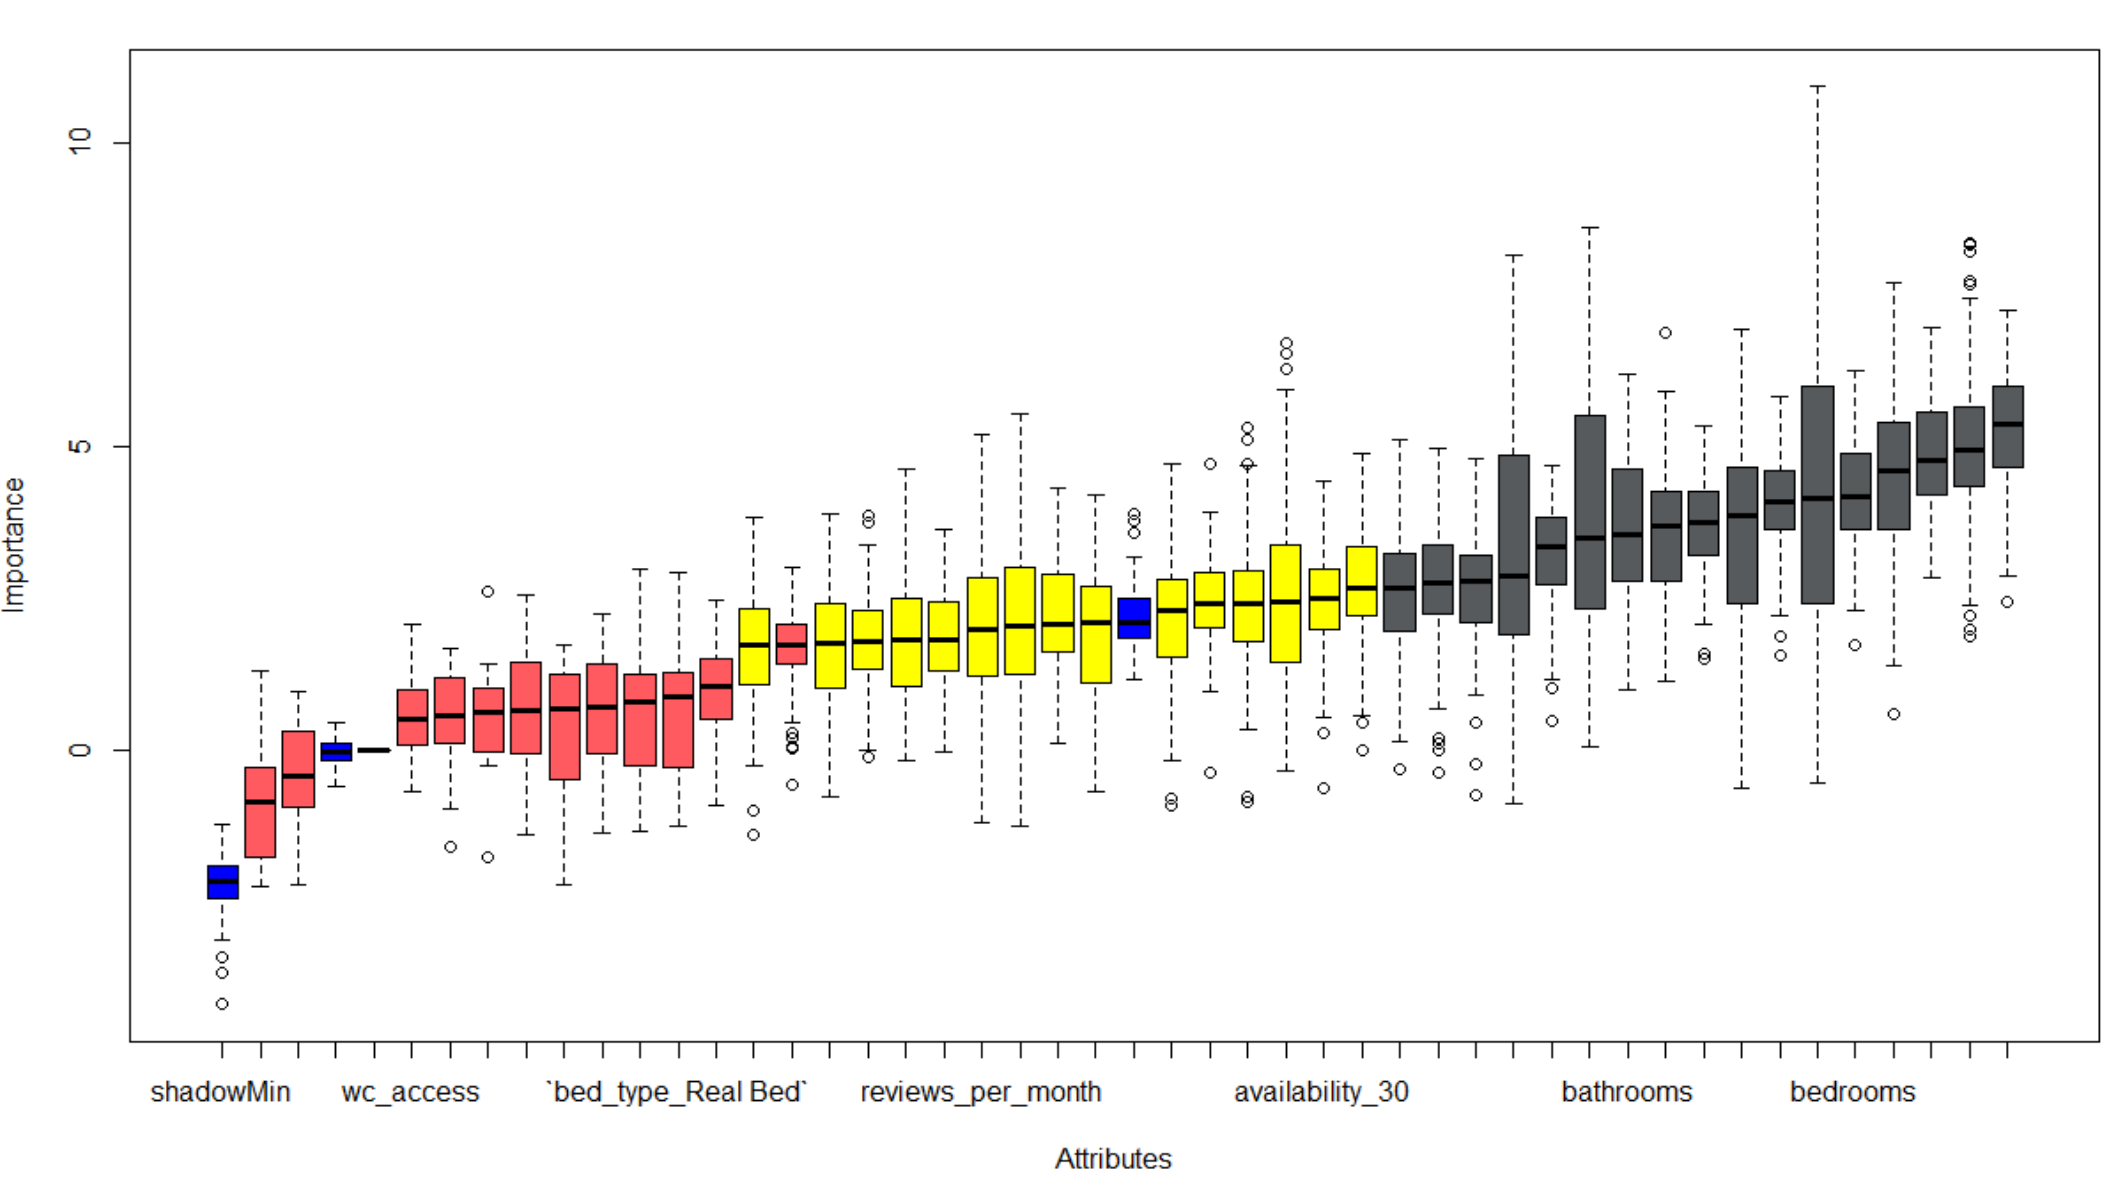 10
5
0
Importance
shadowMin wc_access `bed_type_Real Bed` reviews_per_month availability_30 bathrooms bedrooms
Attributes